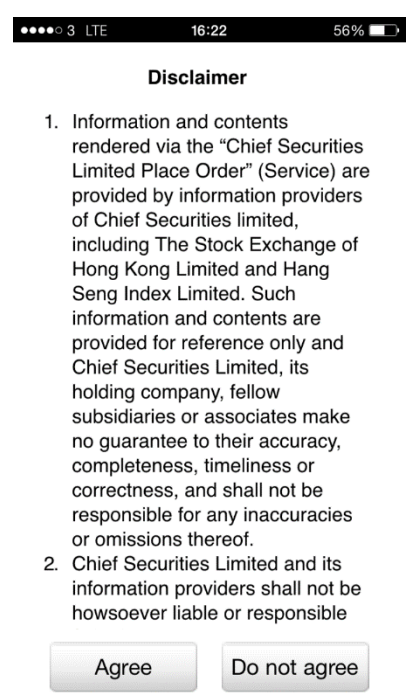 3 LTE 16:22 56%
Disclaimer
1. Information and contents
rendered via the “Chief Securities
Limited Place Order” (Service) are
provided by information providers
of Chief Securities limited,
including The Stock Exchange of
Hong Kong Limited and Hang
Seng Index Limited. Such
information and contents are
provided for reference only and
Chief Securities Limited, its
holding company, fellow
subsidiaries or associates make
no guarantee to their accuracy,
completeness, timeliness or
correctness, and shall not be
responsible for any inaccuracies
or omissions thereof.
2. Chief Securities Limited and its
information providers shall not be
howsoever liable or responsible
Agree Do not agree